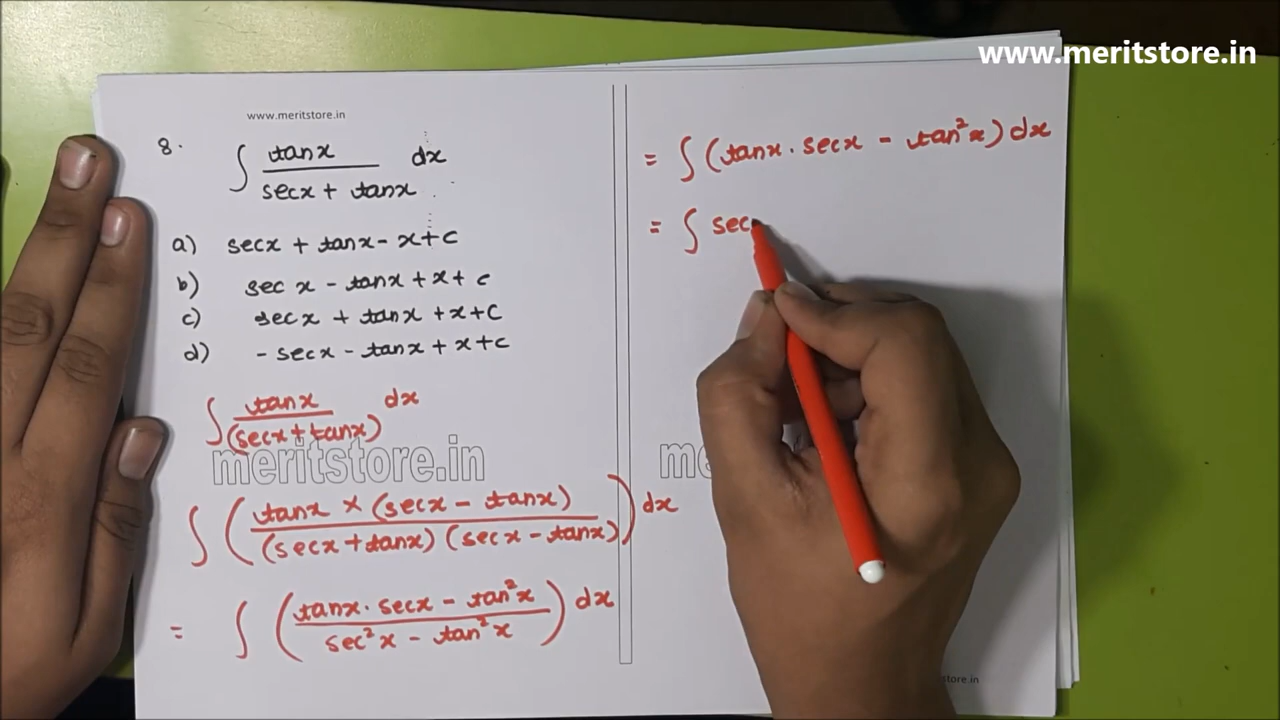 www.meritstore.in
www.meritstore.in
8. ∫ tanx / secx + tanx dx
a) secx + tanx - x + c
b) sec x - tanx + x + c
c) secx + tanx + x + C
d) - secx - tanx + x + c
∫ tanx / (secx + tanx) dx
meritstore.in
∫ ( tanx × (secx - tanx) / (secx + tanx) (secx - tanx) ) dx
= ∫ ( tanx · secx - tan²x / sec²x - tan²x ) dx
= ∫ (tanx · secx - tan²x) dx
= ∫ sec